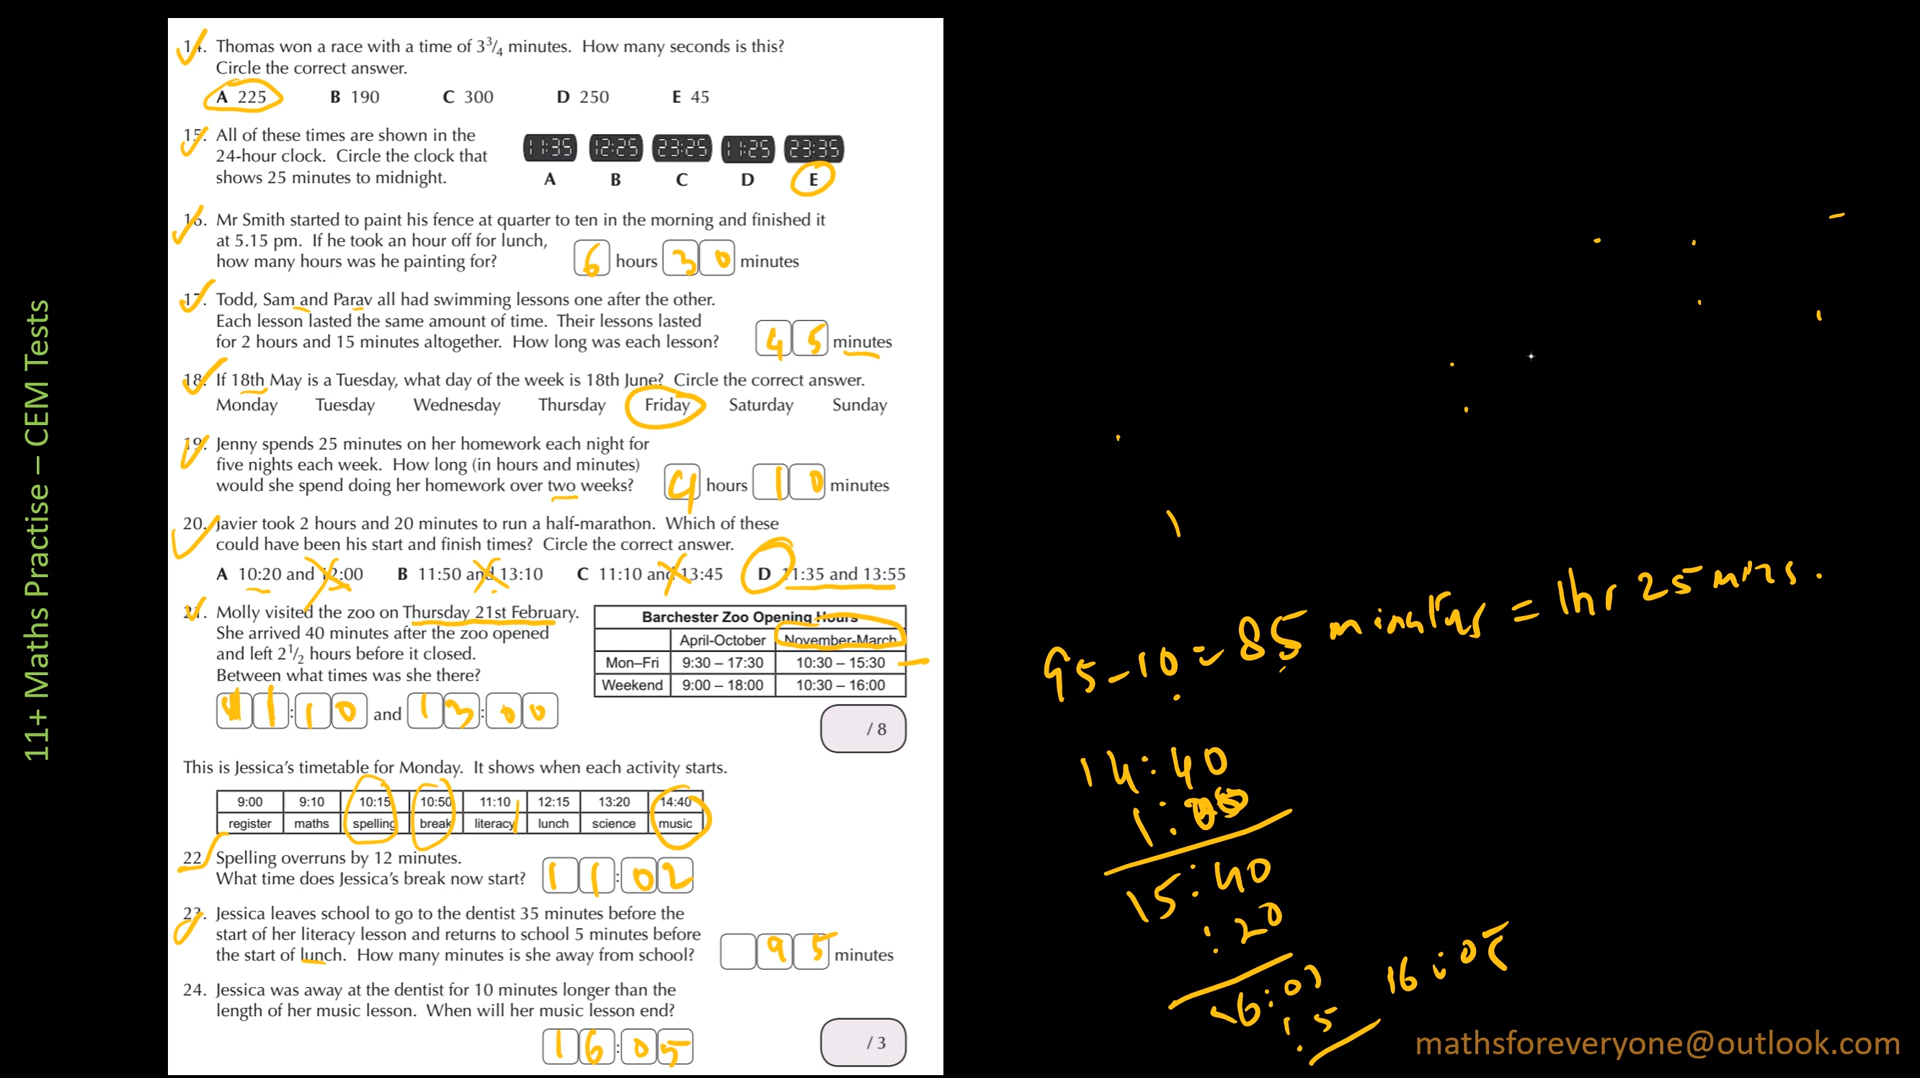 11+ Maths Practise – CEM Tests
14. Thomas won a race with a time of 3 3/4 minutes. How many seconds is this?
Circle the correct answer.
A 225 B 190 C 300 D 250 E 45
15. All of these times are shown in the
24-hour clock. Circle the clock that
shows 25 minutes to midnight.
11:35 12:25 23:25 11:25 23:35
A B C D E
16. Mr Smith started to paint his fence at quarter to ten in the morning and finished it
at 5.15 pm. If he took an hour off for lunch,
how many hours was he painting for? 6 hours 30 minutes
17. Todd, Sam and Parav all had swimming lessons one after the other.
Each lesson lasted the same amount of time. Their lessons lasted
for 2 hours and 15 minutes altogether. How long was each lesson? 45 minutes
18. If 18th May is a Tuesday, what day of the week is 18th June? Circle the correct answer.
Monday Tuesday Wednesday Thursday Friday Saturday Sunday
19. Jenny spends 25 minutes on her homework each night for
five nights each week. How long (in hours and minutes)
would she spend doing her homework over two weeks? 4 hours 10 minutes
20. Javier took 2 hours and 20 minutes to run a half-marathon. Which of these
could have been his start and finish times? Circle the correct answer.
A 10:20 and 12:00 B 11:50 and 13:10 C 11:10 and 13:45 D 11:35 and 13:55
21. Molly visited the zoo on Thursday 21st February.
She arrived 40 minutes after the zoo opened
and left 2 1/2 hours before it closed.
Between what times was she there?
11:10 and 13:00
Barchester Zoo Opening Hours
April-October November-March
Mon–Fri 9:30 – 17:30 10:30 – 15:30
Weekend 9:00 – 18:00 10:30 – 16:00
/ 8
This is Jessica's timetable for Monday. It shows when each activity starts.
9:00 9:10 10:15 10:50 11:10 12:15 13:20 14:40
register maths spelling break literacy lunch science music
22. Spelling overruns by 12 minutes.
What time does Jessica's break now start? 11:02
23. Jessica leaves school to go to the dentist 35 minutes before the
start of her literacy lesson and returns to school 5 minutes before
the start of lunch. How many minutes is she away from school? 95 minutes
24. Jessica was away at the dentist for 10 minutes longer than the
length of her music lesson. When will her music lesson end?
16:05
/ 3
95-10=85 minutes = 1hr 25 mins.
14:40
15:40
:20
:5
16:05
mathsforeveryone@outlook.com